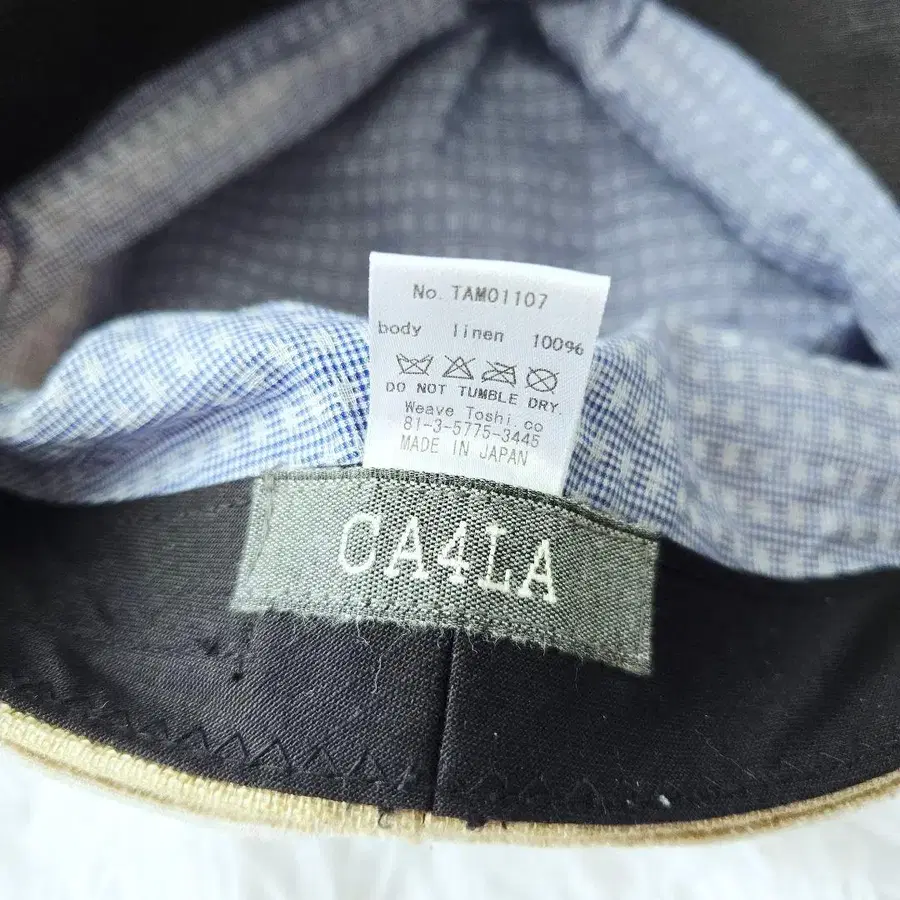 No. TAM01107
body linen 100%
DO NOT TUMBLE DRY.
Weave Toshi.co
81-3-5775-3445
MADE IN JAPAN
CA4LA